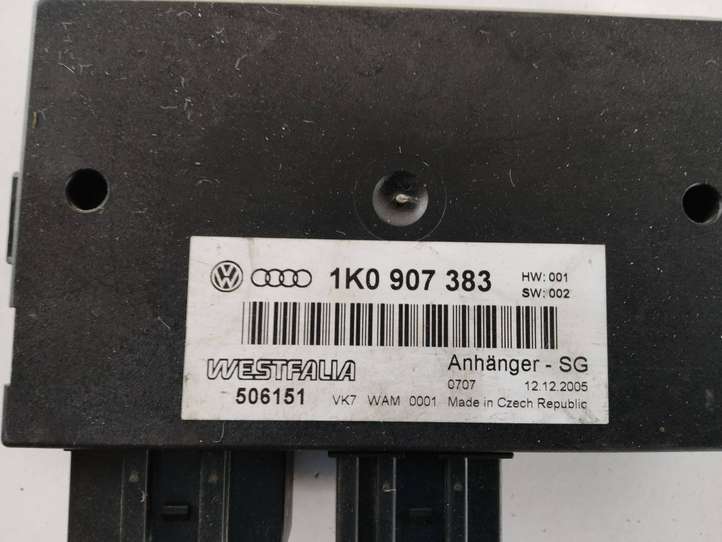 1K0 907 383 HW:001
SW:002
WESTFALIA Anhänger - SG
0707 12.12.2005
506151 VK7 WAM 0001 Made in Czech Republic